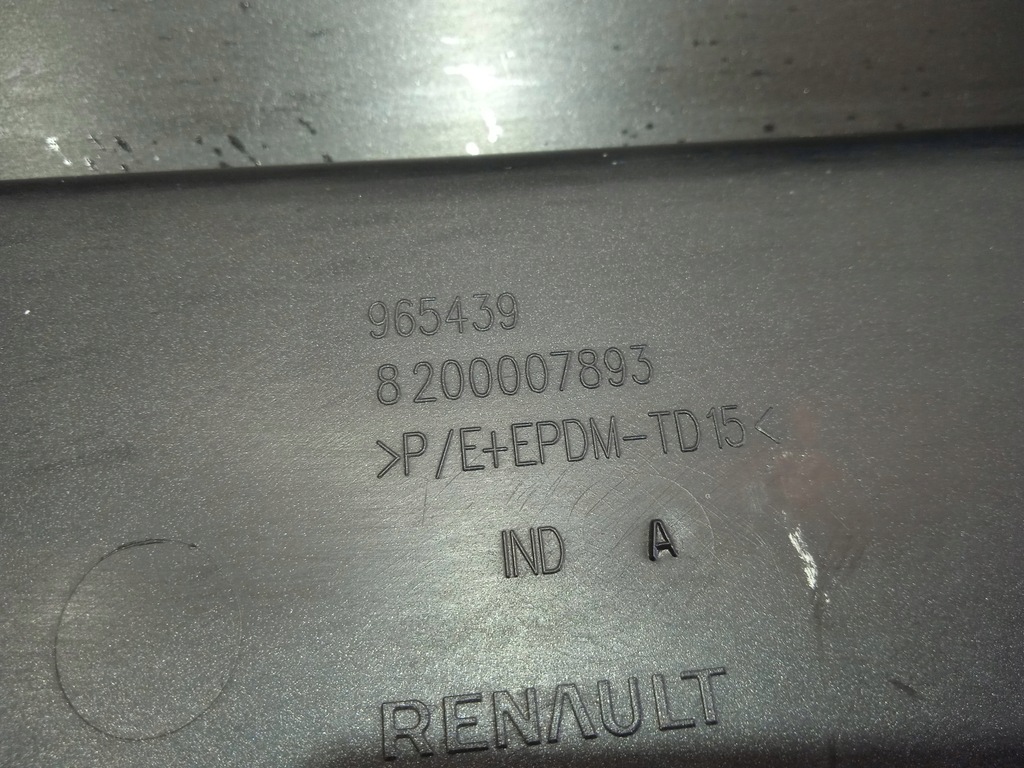 965439
8200007893
>P/E+EPDM-TD15<
IND A
RENAULT